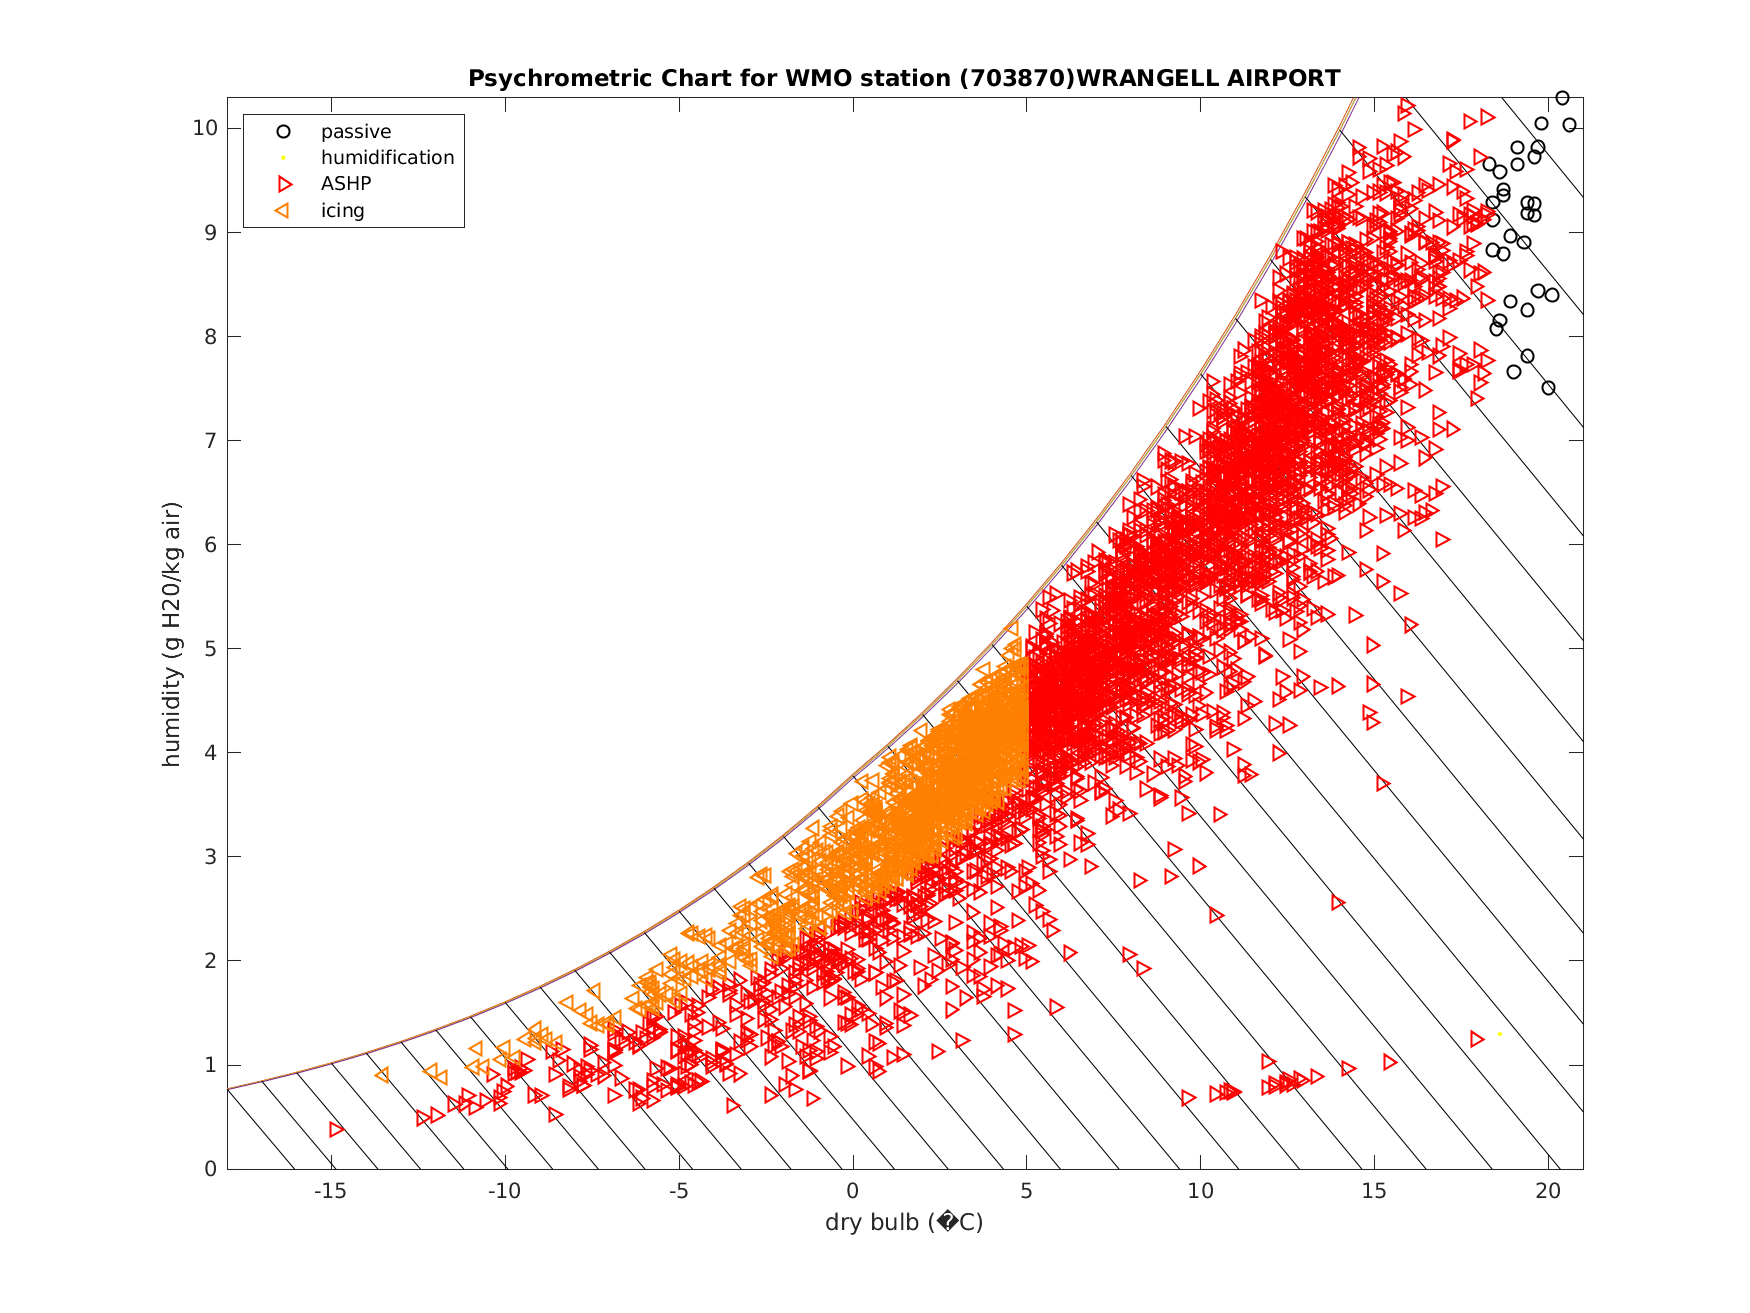 Psychrometric Chart for WMO station (703870)WRANGELL AIRPORT
passive
humidification
ASHP
icing
10
9
8
7
6
5
4
3
2
1
0
humidity (g H20/kg air)
-15 -10 -5 0 5 10 15 20
dry bulb (�C)